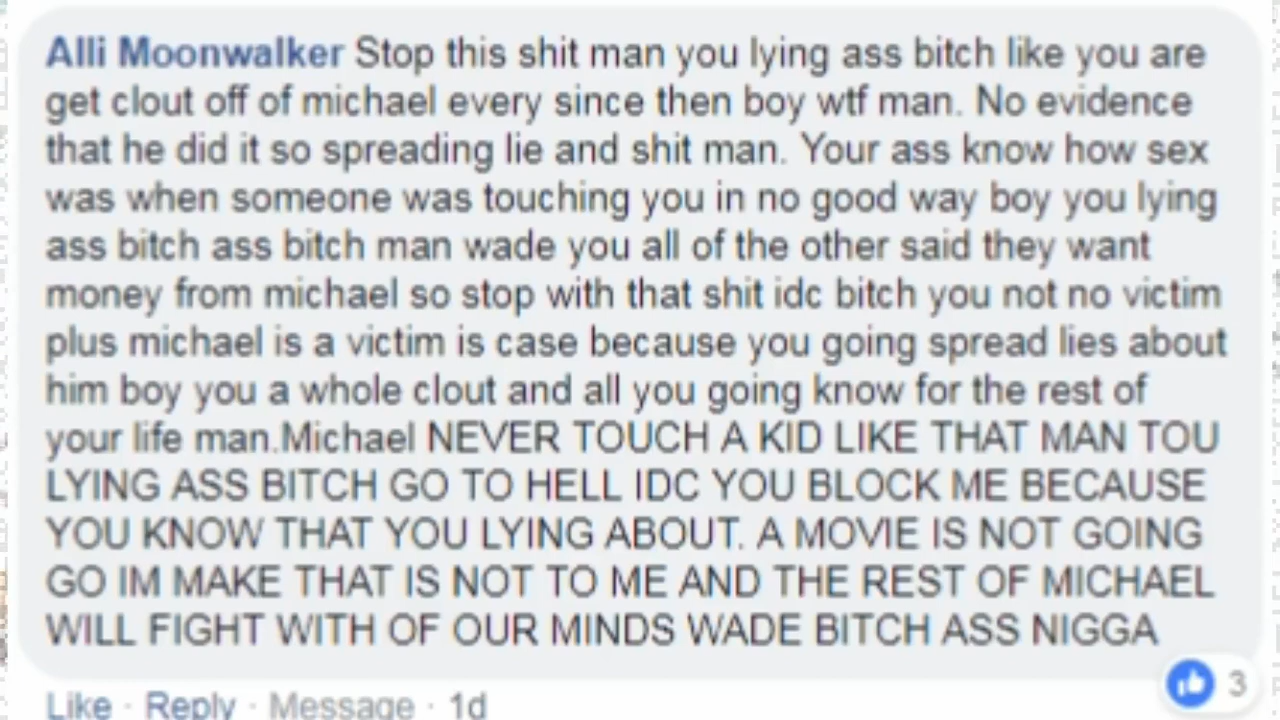 Alli Moonwalker Stop this shit man you lying ass bitch like you are
get clout off of michael every since then boy wtf man. No evidence
that he did it so spreading lie and shit man. Your ass know how sex
was when someone was touching you in no good way boy you lying
ass bitch ass bitch man wade you all of the other said they want
money from michael so stop with that shit idc bitch you not no victim
plus michael is a victim is case because you going spread lies about
him boy you a whole clout and all you going know for the rest of
your life man.Michael NEVER TOUCH A KID LIKE THAT MAN TOU
LYING ASS BITCH GO TO HELL IDC YOU BLOCK ME BECAUSE
YOU KNOW THAT YOU LYING ABOUT. A MOVIE IS NOT GOING
GO IM MAKE THAT IS NOT TO ME AND THE REST OF MICHAEL
WILL FIGHT WITH OF OUR MINDS WADE BITCH ASS NIGGA
3
Like · Reply · Message · 1d